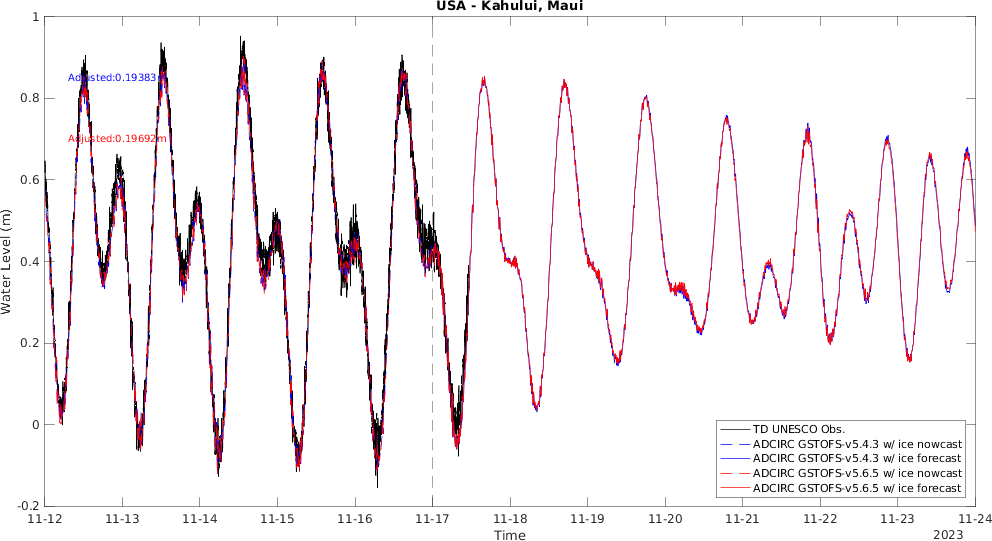 USA - Kahului, Maui
1
0.8
0.6
0.4
0.2
0
-0.2
Water Level (m)
Adjusted:0.19383m
Adjusted:0.19692m
TD UNESCO Obs.
ADCIRC GSTOFS-v5.4.3 w/ ice nowcast
ADCIRC GSTOFS-v5.4.3 w/ ice forecast
ADCIRC GSTOFS-v5.6.5 w/ ice nowcast
ADCIRC GSTOFS-v5.6.5 w/ ice forecast
11-12 11-13 11-14 11-15 11-16 11-17 11-18 11-19 11-20 11-21 11-22 11-23 11-24
Time
2023